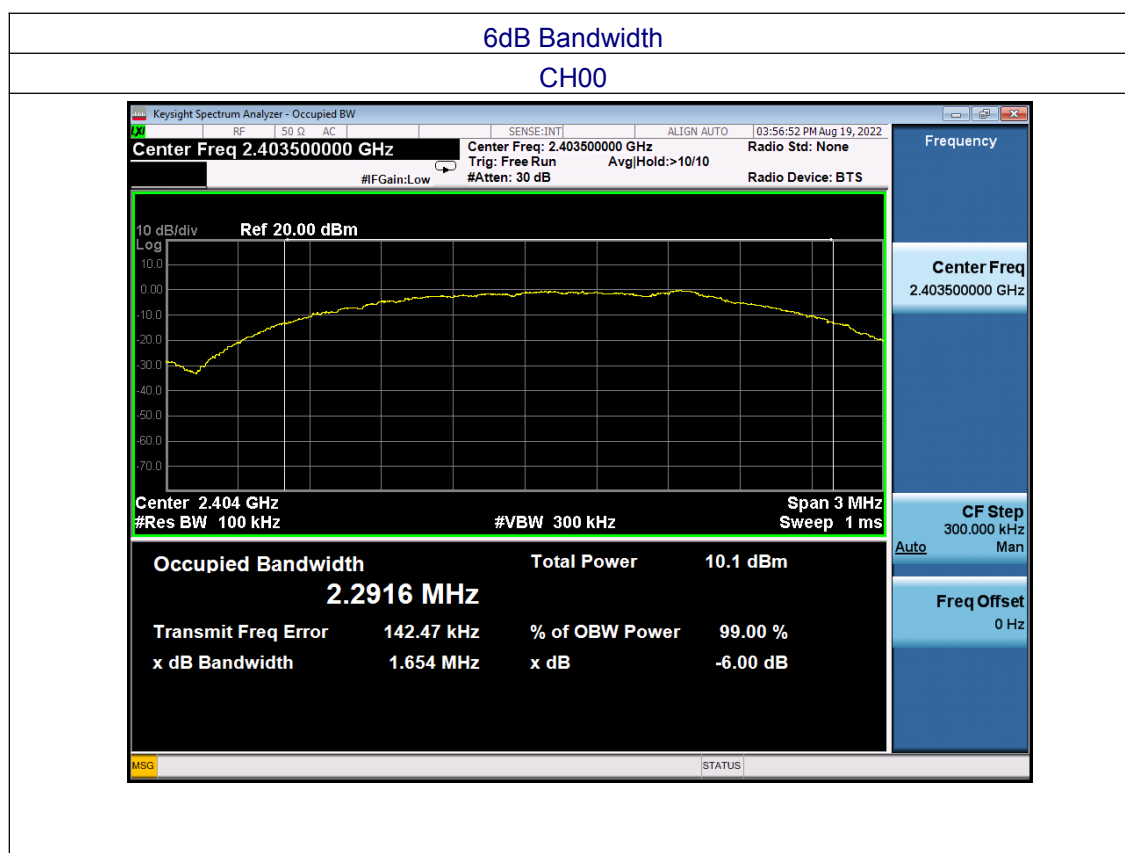 6dB Bandwidth
CH00
Keysight Spectrum Analyzer - Occupied BW
LXI RF 50 Ω AC SENSE:INT ALIGN AUTO 03:56:52 PM Aug 19, 2022
Center Freq 2.403500000 GHz Center Freq: 2.403500000 GHz Radio Std: None
Trig: Free Run Avg|Hold:>10/10
#IFGain:Low #Atten: 30 dB Radio Device: BTS
Frequency
10 dB/div Ref 20.00 dBm
Log
10.0
0.00
-10.0
-20.0
-30.0
-40.0
-50.0
-60.0
-70.0
Center 2.404 GHz Span 3 MHz
#Res BW 100 kHz #VBW 300 kHz Sweep 1 ms
Center Freq
2.403500000 GHz
CF Step
300.000 kHz
Auto Man
Freq Offset
0 Hz
Occupied Bandwidth Total Power 10.1 dBm
2.2916 MHz
Transmit Freq Error 142.47 kHz % of OBW Power 99.00 %
x dB Bandwidth 1.654 MHz x dB -6.00 dB
MSG STATUS